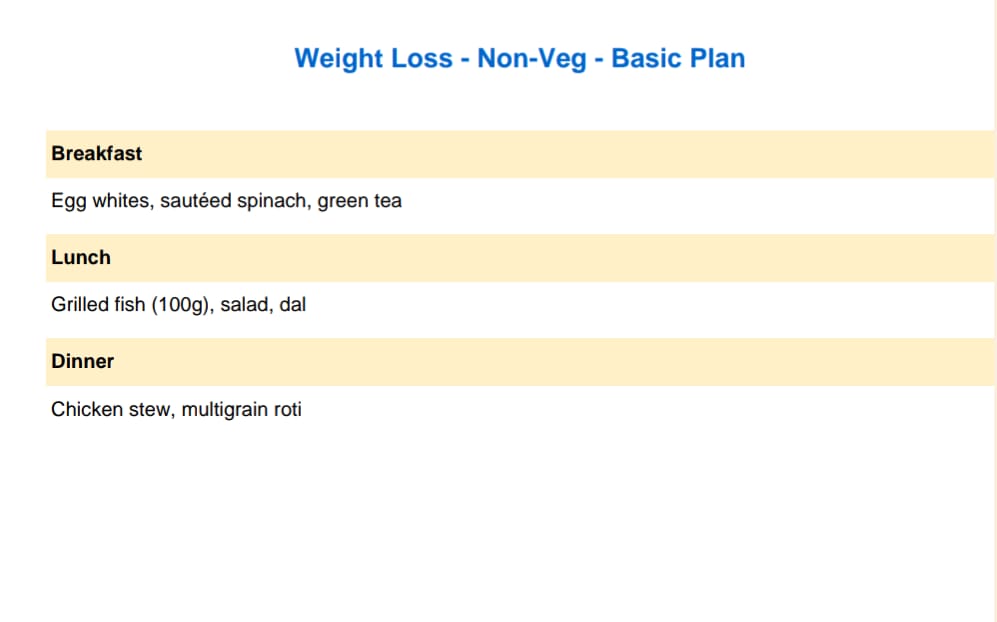 Weight Loss - Non-Veg - Basic Plan
Breakfast
Egg whites, sautéed spinach, green tea
Lunch
Grilled fish (100g), salad, dal
Dinner
Chicken stew, multigrain roti